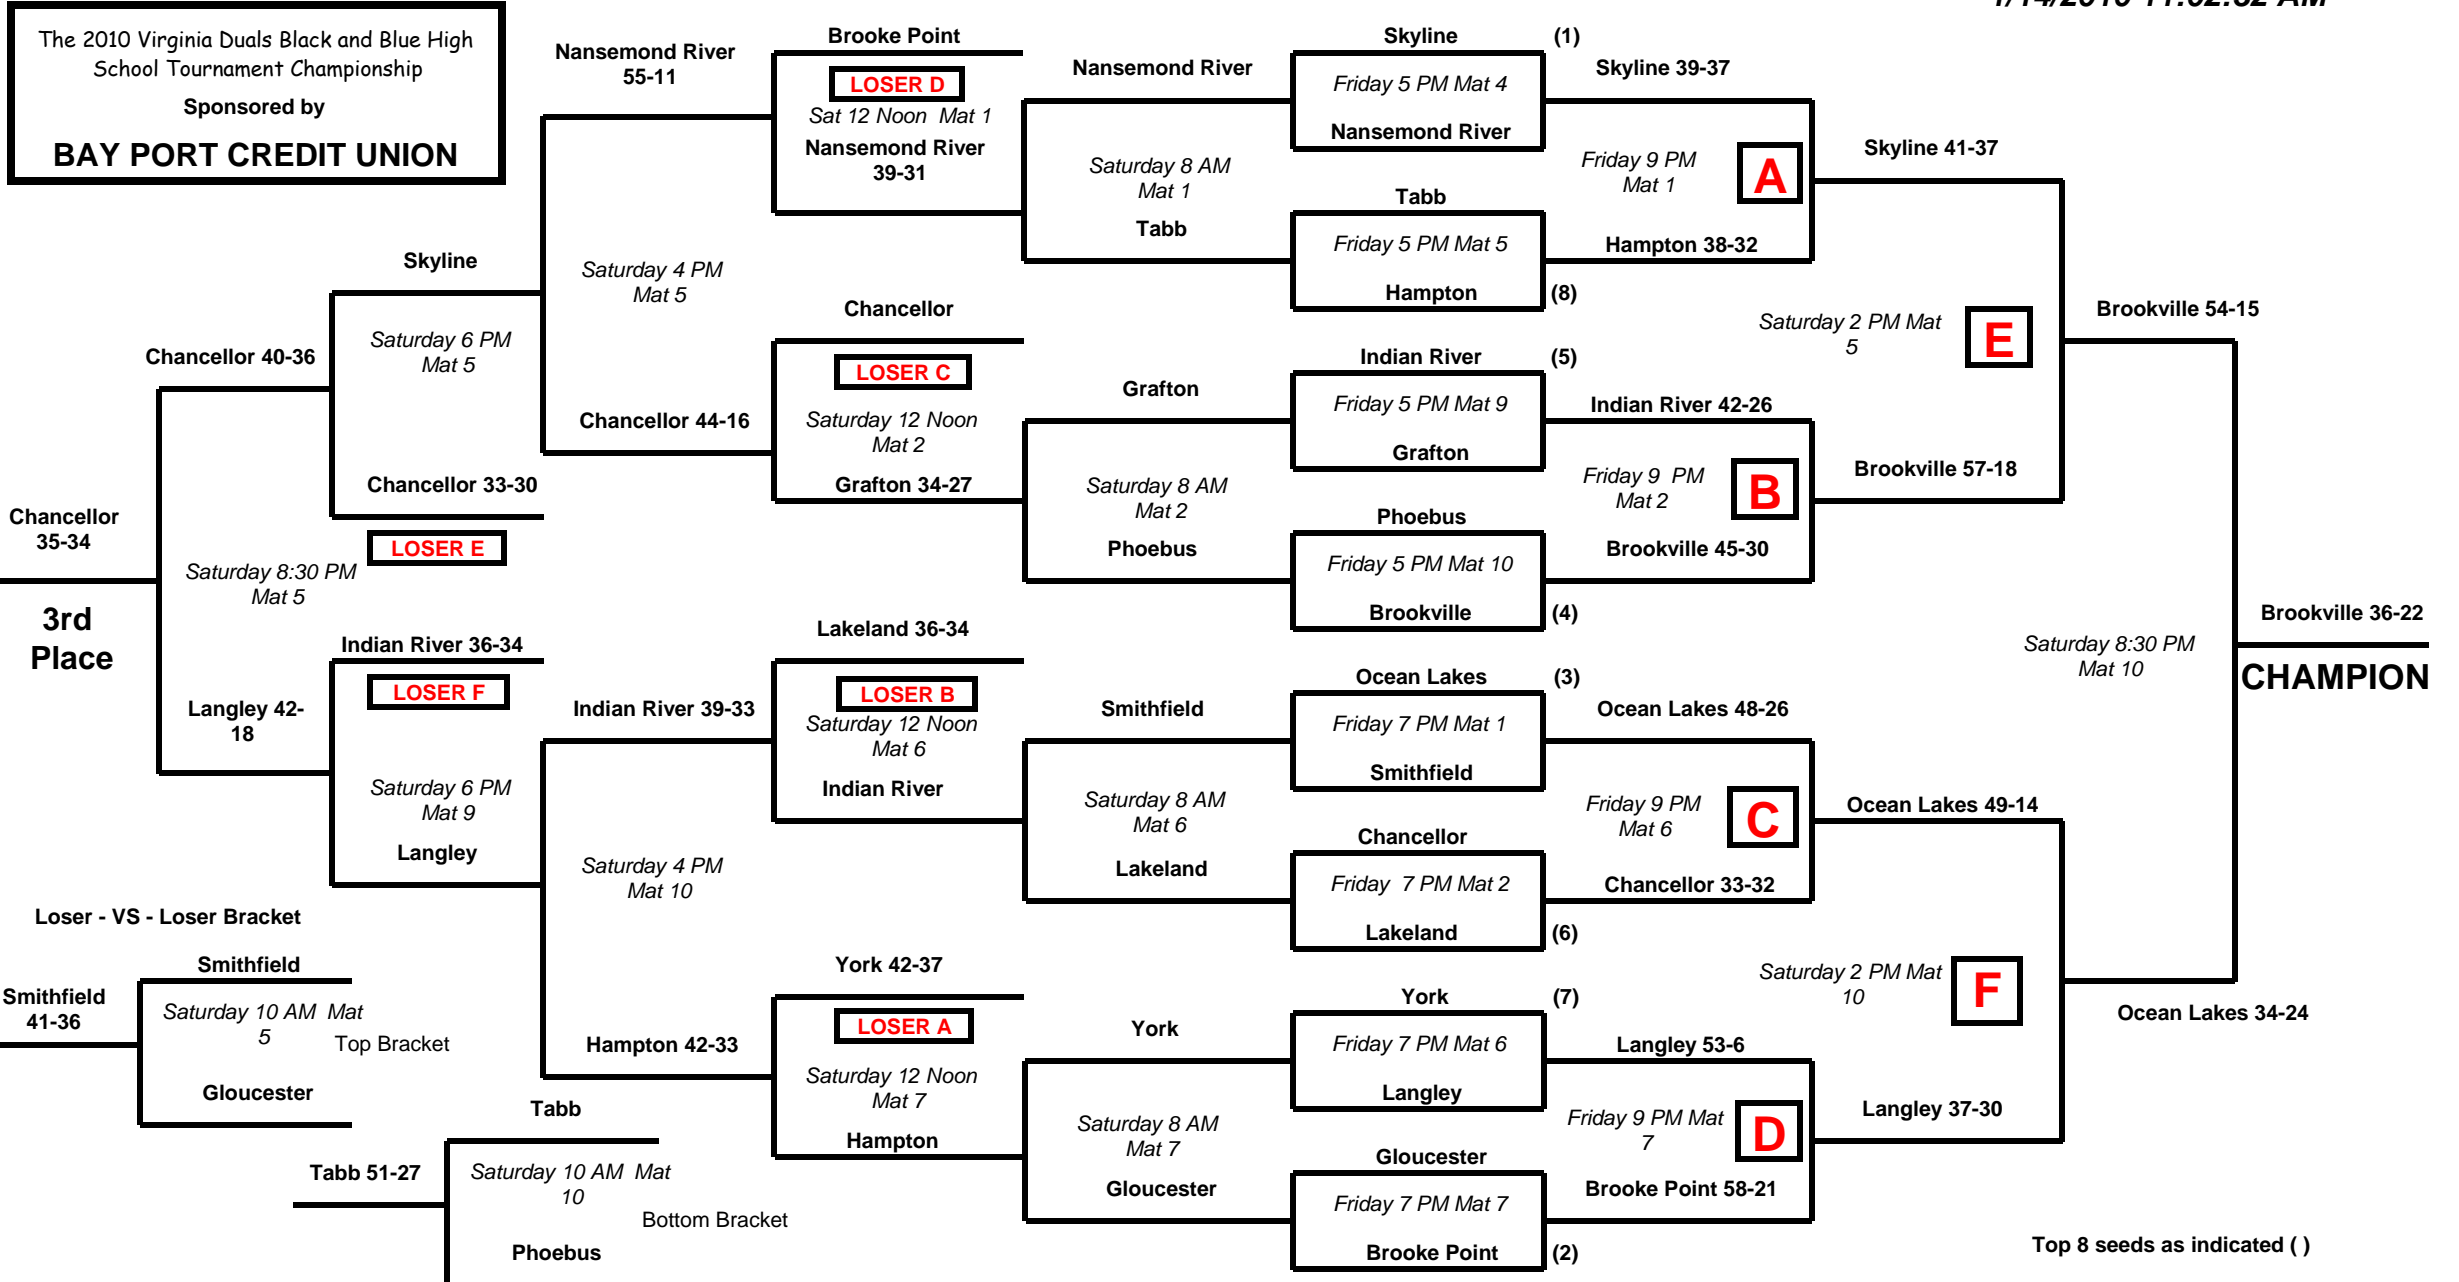 1/14/2010 11:02:52 AM
The 2010 Virginia Duals Black and Blue High
School Tournament Championship
Sponsored by
BAY PORT CREDIT UNION
Nansemond River
55-11
Brooke Point
LOSER D
Sat 12 Noon Mat 1
Nansemond River
39-31
Nansemond River
Saturday 8 AM
Mat 1
Tabb
Skyline
(1)
Friday 5 PM Mat 4
Nansemond River
Skyline 39-37
Friday 9 PM
Mat 1
A
Skyline 41-37
Tabb
Friday 5 PM Mat 5
Hampton
(8)
Hampton 38-32
Skyline
Saturday 4 PM
Mat 5
Chancellor
LOSER C
Saturday 12 Noon
Mat 2
Grafton 34-27
Chancellor 44-16
Saturday 6 PM
Mat 5
Chancellor 40-36
Chancellor 33-30
LOSER E
Grafton
Saturday 8 AM
Mat 2
Phoebus
Indian River
(5)
Friday 5 PM Mat 9
Grafton
Indian River 42-26
Friday 9 PM
Mat 2
B
Brookville 57-18
Saturday 2 PM Mat
5
E
Brookville 54-15
Phoebus
Friday 5 PM Mat 10
Brookville
(4)
Brookville 45-30
Chancellor
35-34
3rd
Place
Saturday 8:30 PM
Mat 5
Indian River 36-34
LOSER F
Langley 42-
18
Saturday 6 PM
Mat 9
Langley
Indian River 39-33
Lakeland 36-34
LOSER B
Saturday 12 Noon
Mat 6
Indian River
Smithfield
Saturday 8 AM
Mat 6
Lakeland
Ocean Lakes
(3)
Friday 7 PM Mat 1
Smithfield
Ocean Lakes 48-26
Friday 9 PM
Mat 6
C
Ocean Lakes 49-14
Saturday 8:30 PM
Mat 10
Brookville 36-22
CHAMPION
Chancellor
Friday 7 PM Mat 2
Lakeland
(6)
Chancellor 33-32
Saturday 4 PM
Mat 10
Loser - VS - Loser Bracket
Smithfield
Smithfield
41-36
Saturday 10 AM Mat
5
Top Bracket
Gloucester
Hampton 42-33
York 42-37
LOSER A
Saturday 12 Noon
Mat 7
Hampton
York
Saturday 8 AM
Mat 7
Gloucester
York
(7)
Friday 7 PM Mat 6
Langley
Langley 53-6
Friday 9 PM Mat
7
D
Langley 37-30
Saturday 2 PM Mat
10
F
Ocean Lakes 34-24
Gloucester
Friday 7 PM Mat 7
Brooke Point
(2)
Brooke Point 58-21
Tabb
Tabb 51-27
Saturday 10 AM Mat
10
Bottom Bracket
Phoebus
Top 8 seeds as indicated ( )